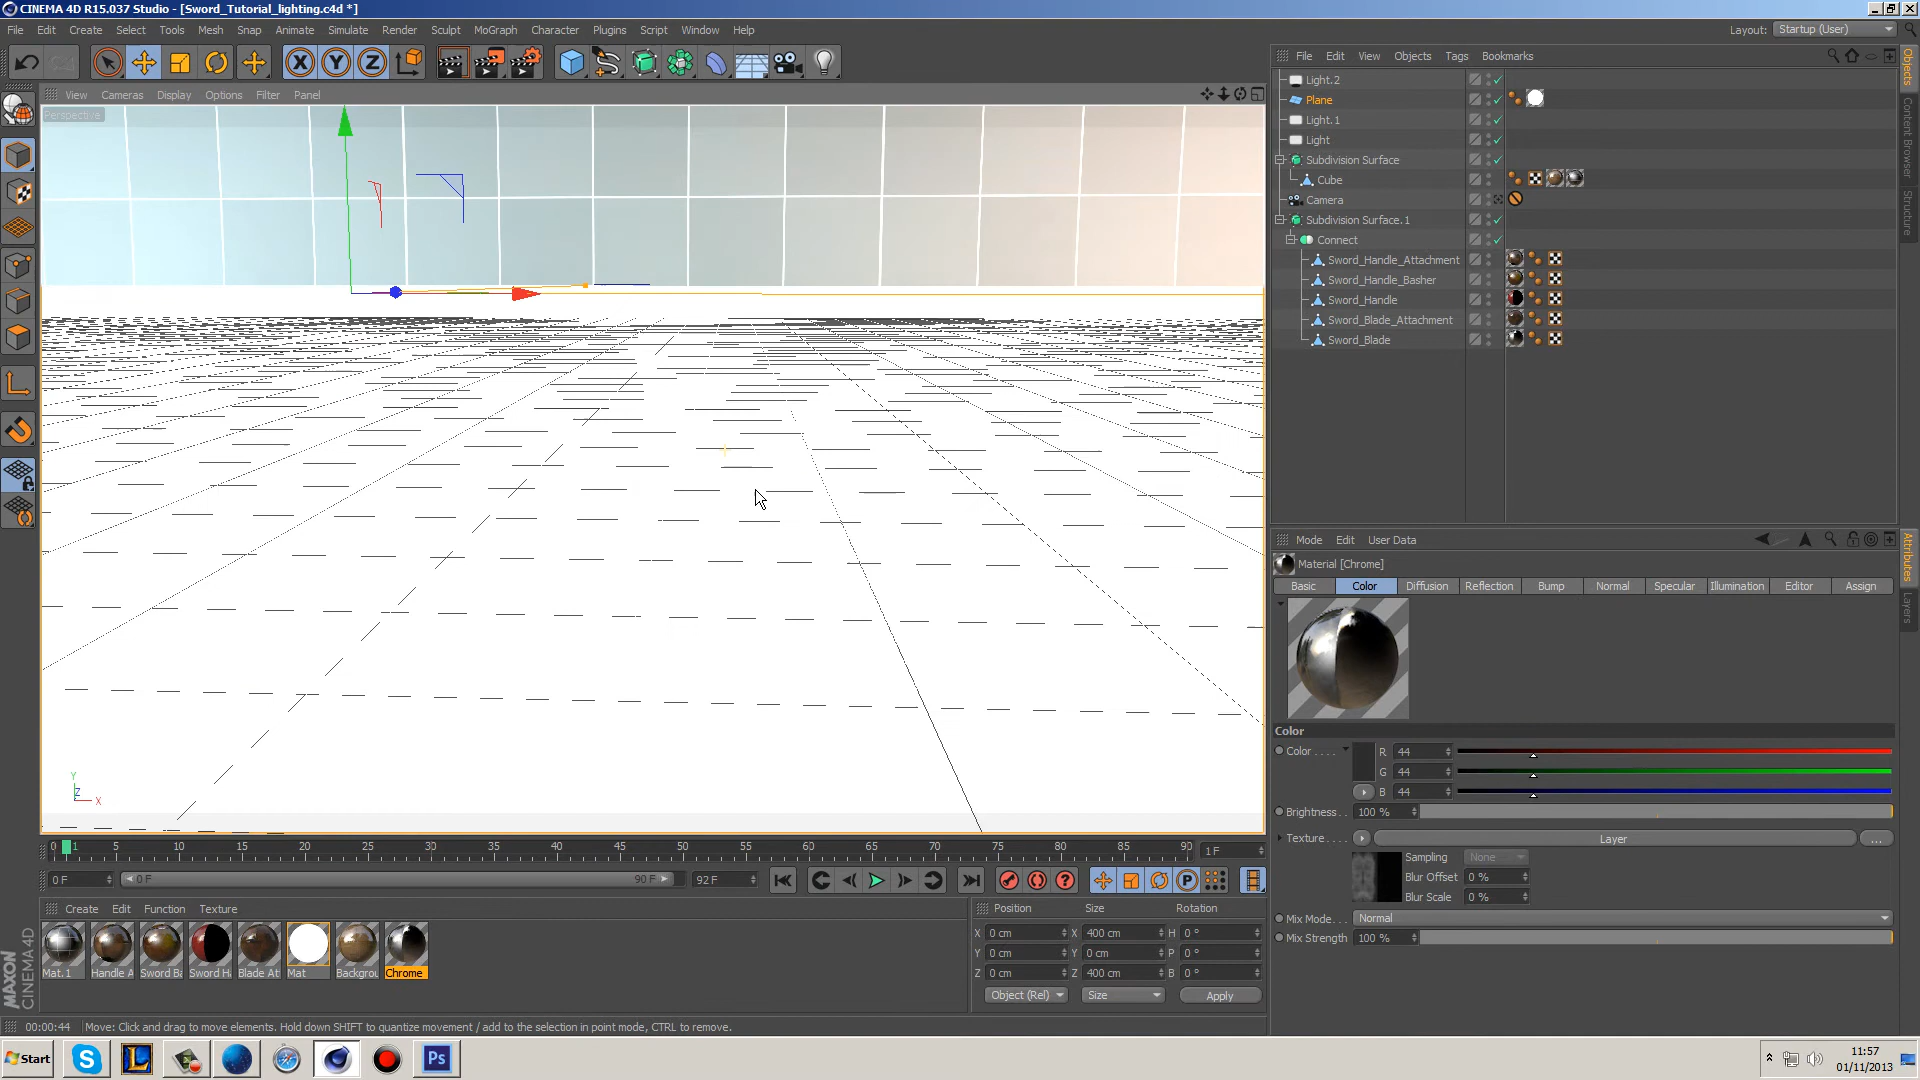 CINEMA 4D R15.037 Studio - [Sword_Tutorial_lighting.c4d *]
File Edit Create Select Tools Mesh Snap Animate Simulate Render Sculpt MoGraph Character Plugins Script Window Help
Layout: Startup (User)
File Edit View Objects Tags Bookmarks
View Cameras Display Options Filter Panel
Perspective
Light.2
Plane
Light.1
Light
Subdivision Surface
Cube
Camera
Subdivision Surface.1
Connect
Sword_Handle_Attachment
Sword_Handle_Basher
Sword_Handle
Sword_Blade_Attachment
Sword_Blade
Objects
Content Browser
Structure
Mode Edit User Data
Material [Chrome]
Basic Color Diffusion Reflection Bump Normal Specular Illumination Editor Assign
Attributes
Layers
Color
Color . . . . R 44
G 44
B 44
Brightness . . 100 %
Texture . . . . Layer ...
Sampling None
Blur Offset 0 %
Blur Scale 0 %
Mix Mode. . . Normal
Mix Strength 100 %
Y
Z
X
0 1 5 10 15 20 25 30 35 40 45 50 55 60 65 70 75 80 85 90 1 F
0 F 0 F 90 F 92 F
Create Edit Function Texture
Mat.1 Handle A Sword Ba Sword H Blade Att Mat Backgrou Chrome
Position Size Rotation
X 0 cm X 400 cm H 0 °
Y 0 cm Y 0 cm P 0 °
Z 0 cm Z 400 cm B 0 °
Object (Rel) Size Apply
MAXON
CINEMA 4D
00:00:44 Move: Click and drag to move elements. Hold down SHIFT to quantize movement / add to the selection in point mode, CTRL to remove.
Start
Ps
11:57
01/11/2013